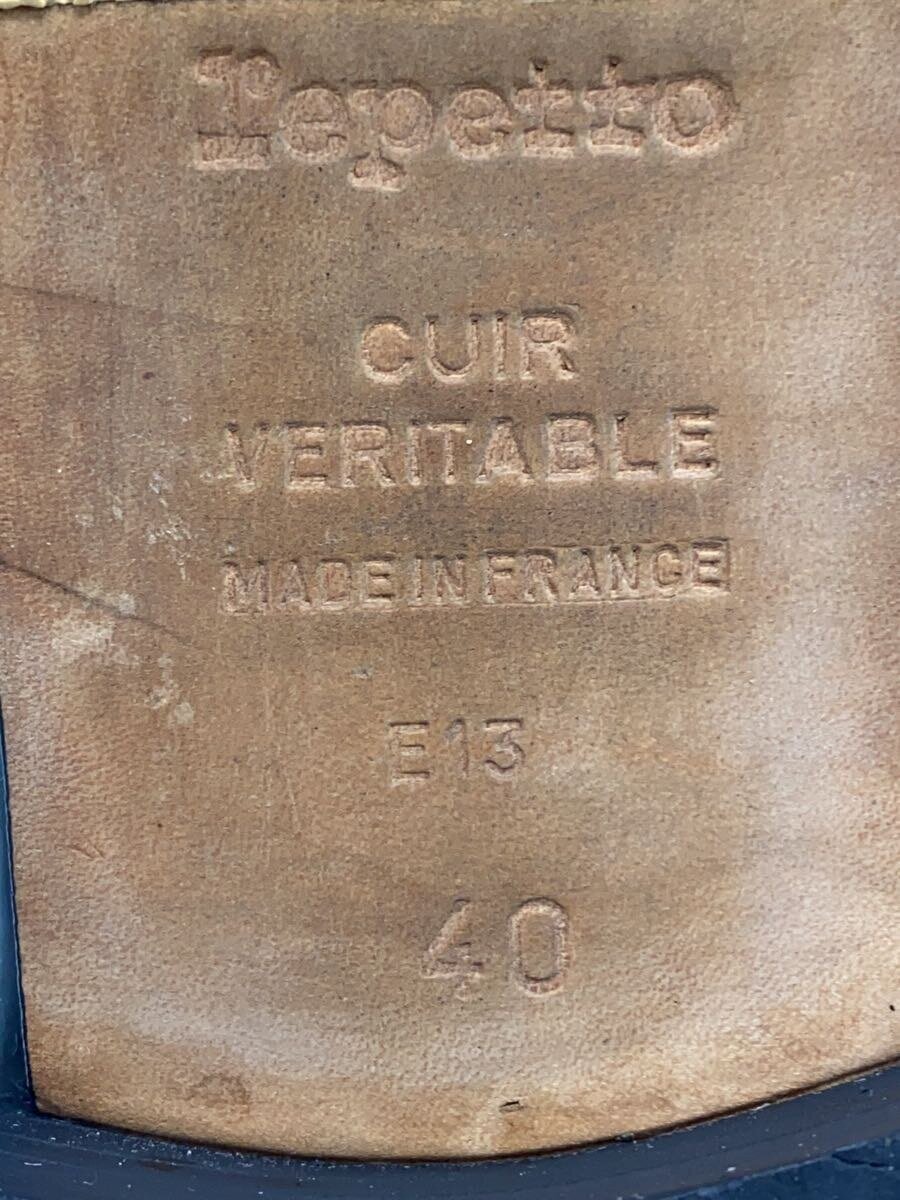 Repetto
CUIR
VERITABLE
MADE IN FRANCE
E13
40